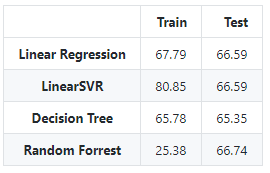 Train Test
Linear Regression 67.79 66.59
LinearSVR 80.85 66.59
Decision Tree 65.78 65.35
Random Forrest 25.38 66.74